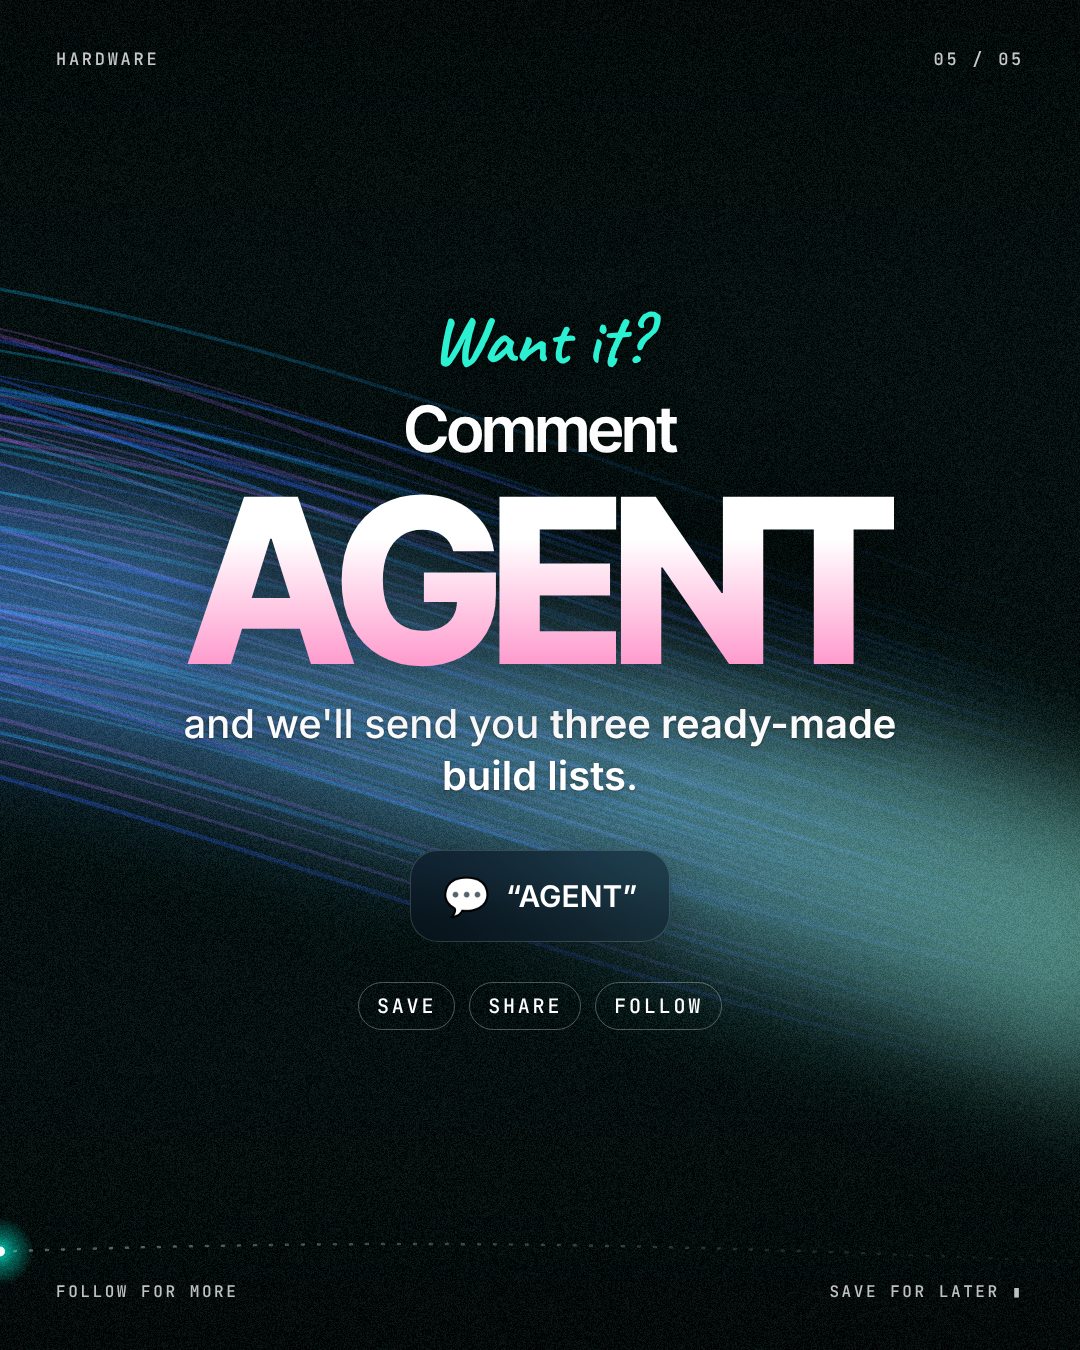 HARDWARE
05 / 05
Want it?
Comment
AGENT
and we'll send you three ready-made
build lists.
“AGENT”
SAVE
SHARE
FOLLOW
FOLLOW FOR MORE
SAVE FOR LATER